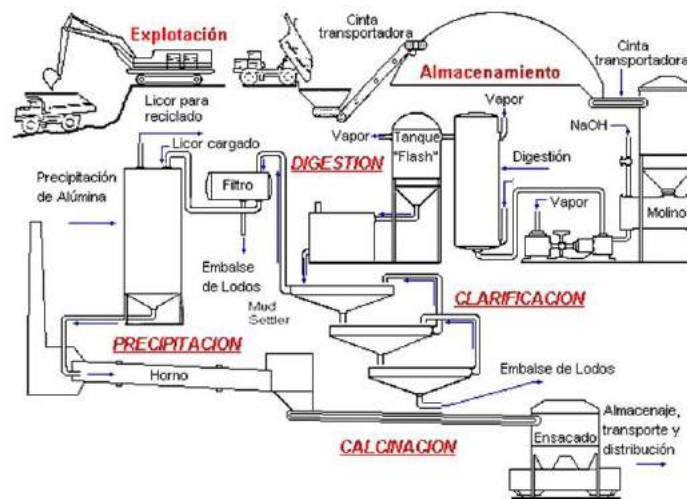 Explotación
Cinta
transportadora
Almacenamiento
Cinta
transportadora
Licor para
reciclado
Licor cargado
Vapor
Tanque
"Flash"
Vapor
NaOH
DIGESTION
Digestión
Precipitación
de Alúmina
Filtro
Vapor
Molino
Embalse
de Lodos
Mud
Settler
CLARIFICACION
PRECIPITACION
Horno
Embalse de Lodos
Almacenaje,
transporte y
distribución
Ensacado
CALCINACION